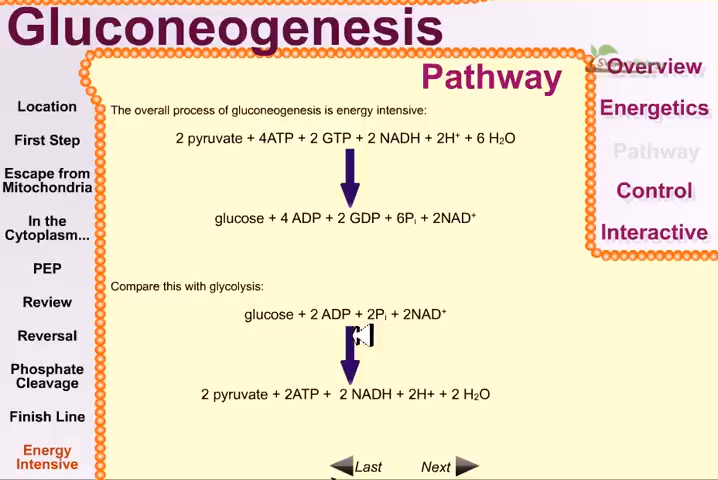 Gluconeogenesis
Pathway
Overview
Energetics
Pathway
Control
Interactive
Location
First Step
Escape from
Mitochondria
In the
Cytoplasm...
PEP
Review
Reversal
Phosphate
Cleavage
Finish Line
Energy
Intensive
The overall process of gluconeogenesis is energy intensive:
2 pyruvate + 4ATP + 2 GTP + 2 NADH + 2H⁺ + 6 H₂O
glucose + 4 ADP + 2 GDP + 6Pᵢ + 2NAD⁺
Compare this with glycolysis:
glucose + 2 ADP + 2Pᵢ + 2NAD⁺
2 pyruvate + 2ATP + 2 NADH + 2H+ + 2 H₂O
Last Next